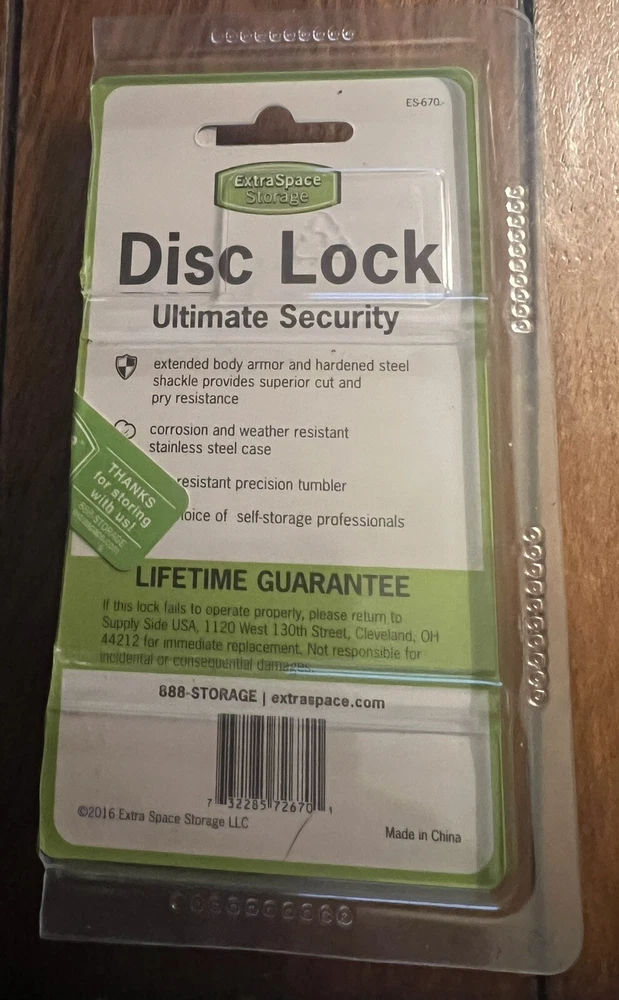 ES-670-
ExtraSpace
Storage
Disc Lock
Ultimate Security
extended body armor and hardened steel
shackle provides superior cut and
pry resistance
corrosion and weather resistant
stainless steel case
resistant precision tumbler
oice of self-storage professionals
THANKS
for storing
with us!
888-STORAGE
LIFETIME GUARANTEE
If this lock fails to operate properly, please return to
Supply Side USA, 1120 West 130th Street, Cleveland, OH
44212 for immediate replacement. Not responsible for
incidental or consequential damages.
888-STORAGE | extraspace.com
7 32285 72670 1
©2016 Extra Space Storage LLC
Made in China